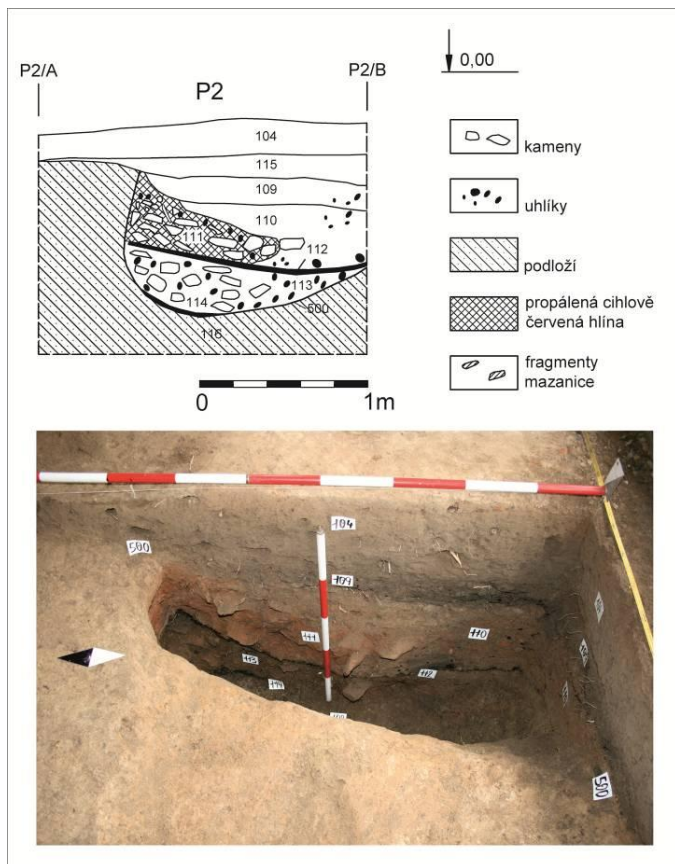 P2/A
P2
P2/B
0,00
104
115
109
110
111
112
113
114
500
116
0
1m
kameny
uhlíky
podloží
propálená cihlově
červená hlína
fragmenty
mazanice
104
500
109
111
110
113
112
500